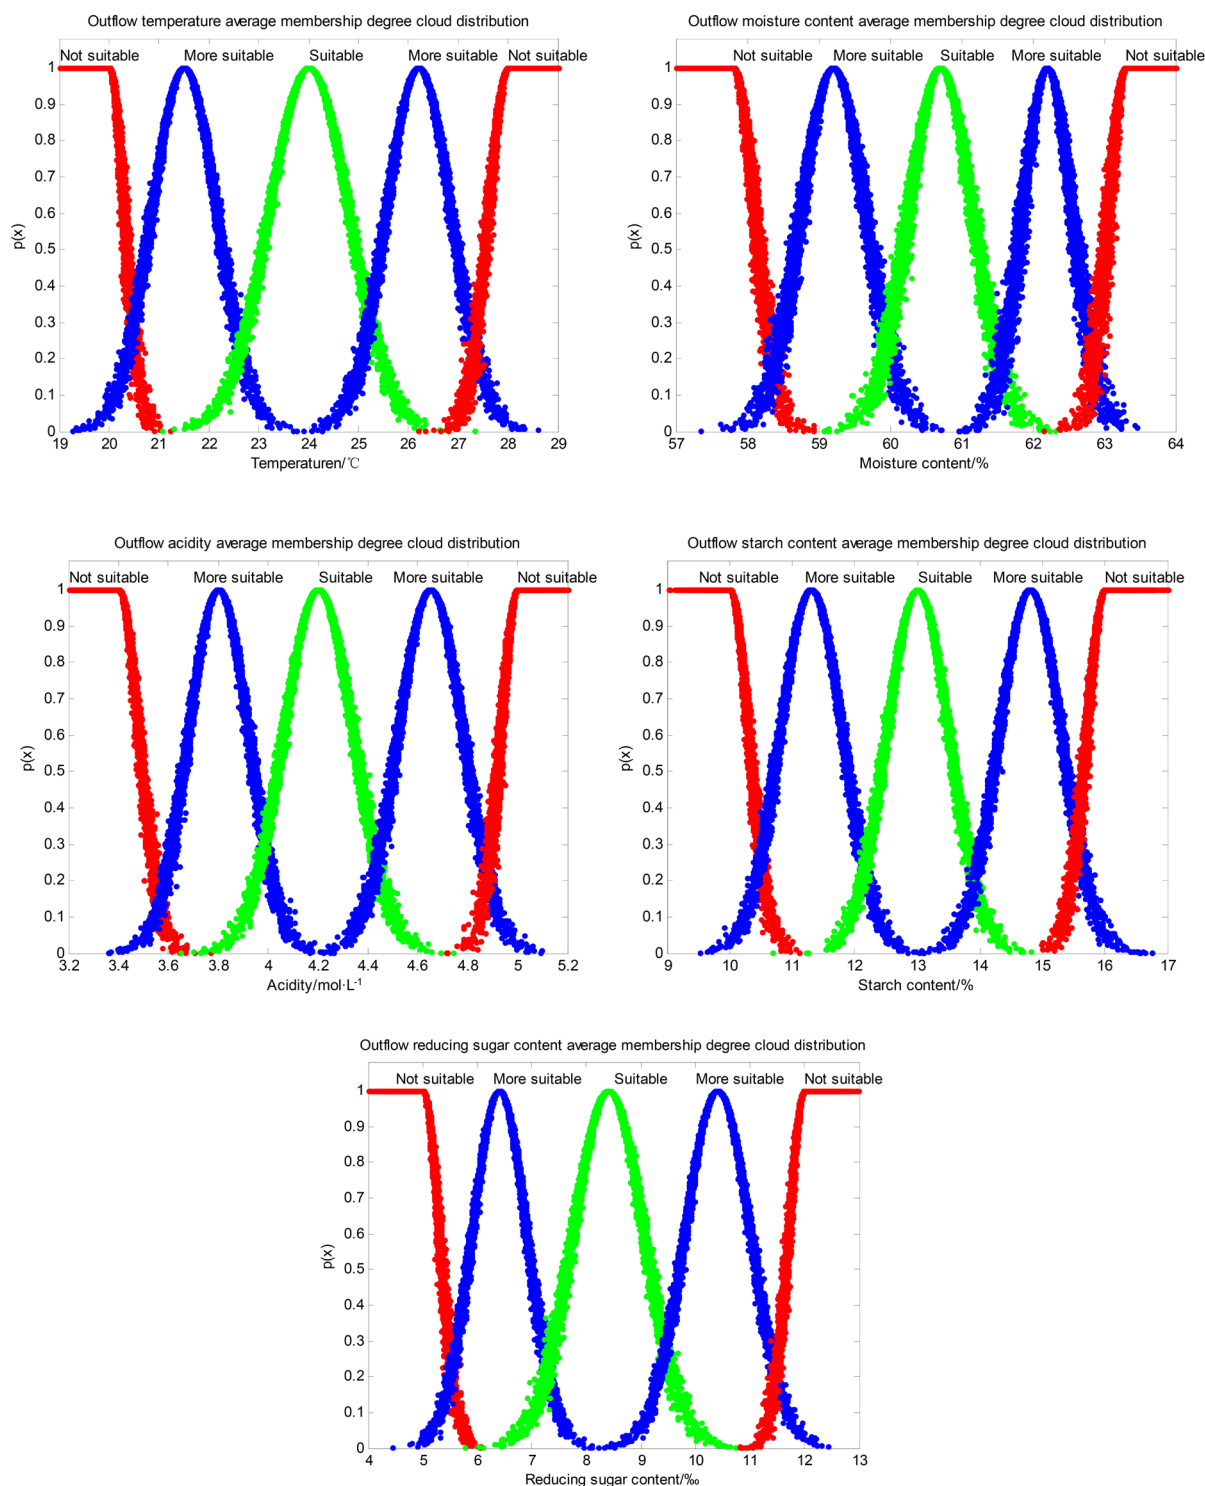 Outflow temperature average membership degree cloud distribution
Not suitable More suitable Suitable More suitable Not suitable
1
0.9
0.8
0.7
0.6
0.5
0.4
0.3
0.2
0.1
0
p(x)
19 20 21 22 23 24 25 26 27 28 29
Temperaturen/℃
Outflow moisture content average membership degree cloud distribution
Not suitable More suitable Suitable More suitable Not suitable
1
0.9
0.8
0.7
0.6
0.5
0.4
0.3
0.2
0.1
0
p(x)
57 58 59 60 61 62 63 64
Moisture content/%
Outflow acidity average membership degree cloud distribution
Not suitable More suitable Suitable More suitable Not suitable
1
0.9
0.8
0.7
0.6
0.5
0.4
0.3
0.2
0.1
0
p(x)
3.2 3.4 3.6 3.8 4 4.2 4.4 4.6 4.8 5 5.2
Acidity/mol·L⁻¹
Outflow starch content average membership degree cloud distribution
Not suitable More suitable Suitable More suitable Not suitable
1
0.9
0.8
0.7
0.6
0.5
0.4
0.3
0.2
0.1
0
p(x)
9 10 11 12 13 14 15 16 17
Starch content/%
Outflow reducing sugar content average membership degree cloud distribution
Not suitable More suitable Suitable More suitable Not suitable
1
0.9
0.8
0.7
0.6
0.5
0.4
0.3
0.2
0.1
0
p(x)
4 5 6 7 8 9 10 11 12 13
Reducing sugar content/‰